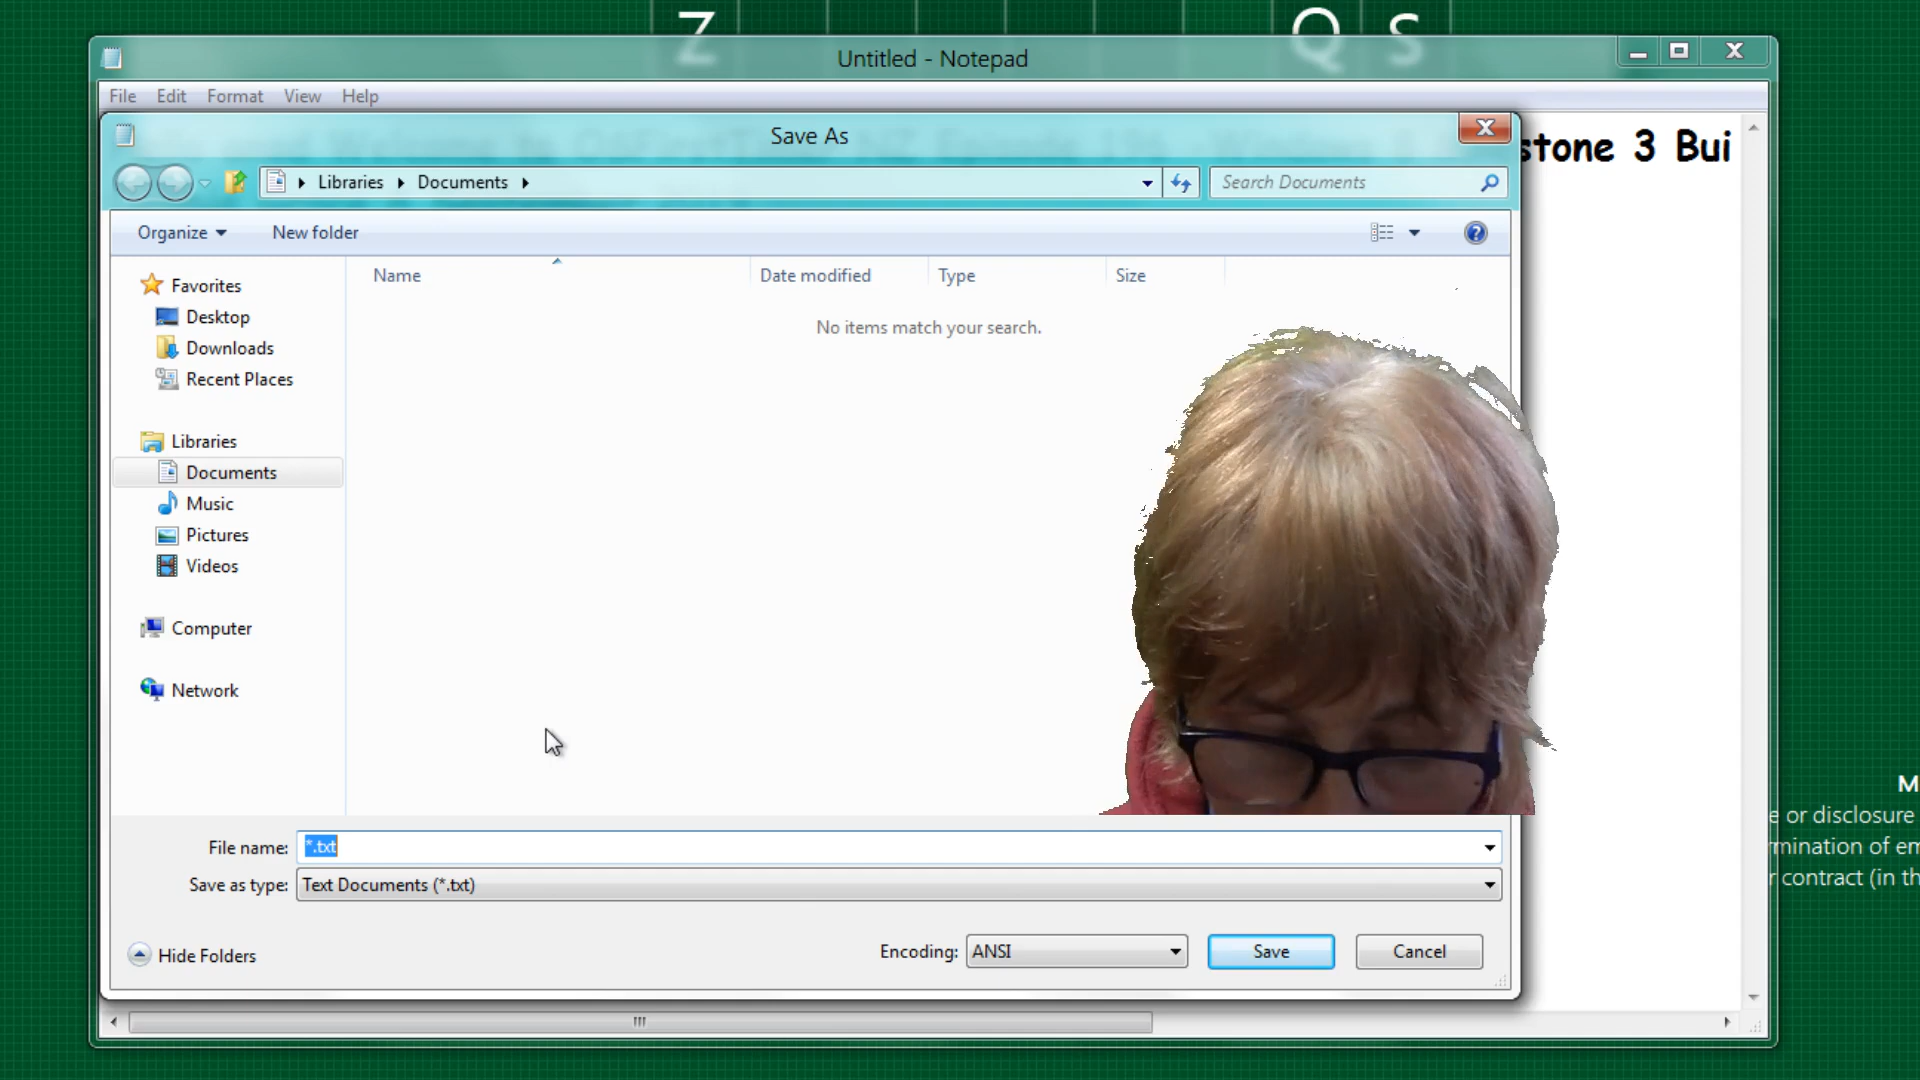 Z Q S
Untitled - Notepad
File Edit Format View Help
Save As
stone 3 Bui
Libraries Documents
Search Documents
Organize New folder
Name Date modified Type Size
No items match your search.
Favorites
Desktop
Downloads
Recent Places
Libraries
Documents
Music
Pictures
Videos
Computer
Network
M
e or disclosure
rmination of em
r contract (in th
File name: *.txt
Save as type: Text Documents (*.txt)
Hide Folders Encoding: ANSI Save Cancel